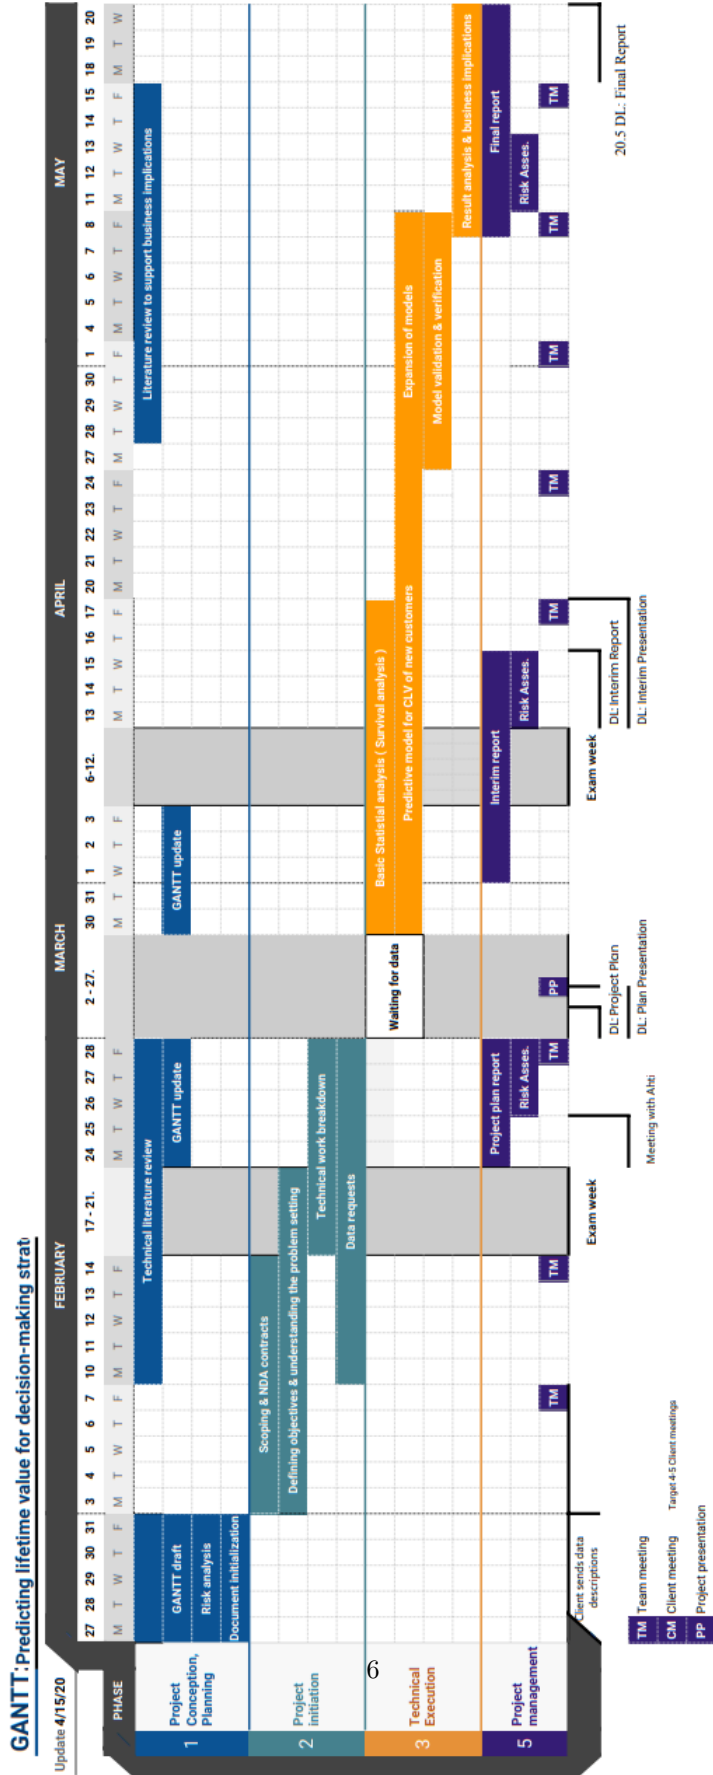 GANTT: Predicting lifetime value for decision-making strat
Update 4/15/20
FEBRUARY MARCH APRIL MAY
27 28 29 30 31 3 4 5 6 7 10 11 12 13 14 17 - 21. 24 25 26 27 28 2 - 27. 30 31 1 2 3 6-12. 13 14 15 16 17 20 21 22 23 24 27 28 29 30 1 4 5 6 7 8 11 12 13 14 15 18 19 20
PHASE M T W T F M T W T F M T W T F M T W T F M T W T F M T W T F M T W T F M T W T F M T W T F M T W T F M T W
1
Project
Conception,
Planning
Technical literature review
Literature review to support business implications
GANTT draft
GANTT update
GANTT update
Risk analysis
Document initialization
2
Project
initiation
Scoping & NDA contracts
Defining objectives & understanding the problem setting
Technical work breakdown
Data requests
3
Technical
Execution
Waiting for data
Basic Statistial analysis ( Survival analysis )
Predictive model for CLV of new customers
Expansion of models
Model validation & verification
Result analysis & business implications
5
Project
management
Project plan report
Interim report
Final report
Risk Asses.
Risk Asses.
Risk Asses.
TM TM TM PP TM TM TM TM TM
Client sends data
descriptions
Exam week
Meeting with Ahti
DL: Project Plan
DL: Plan Presentation
Exam week
DL: Interim Report
DL: Interim Presentation
20.5 DL: Final Report
TM Team meeting
CM Client meeting Target 4-5 Client meetings
PP Project presentation
6